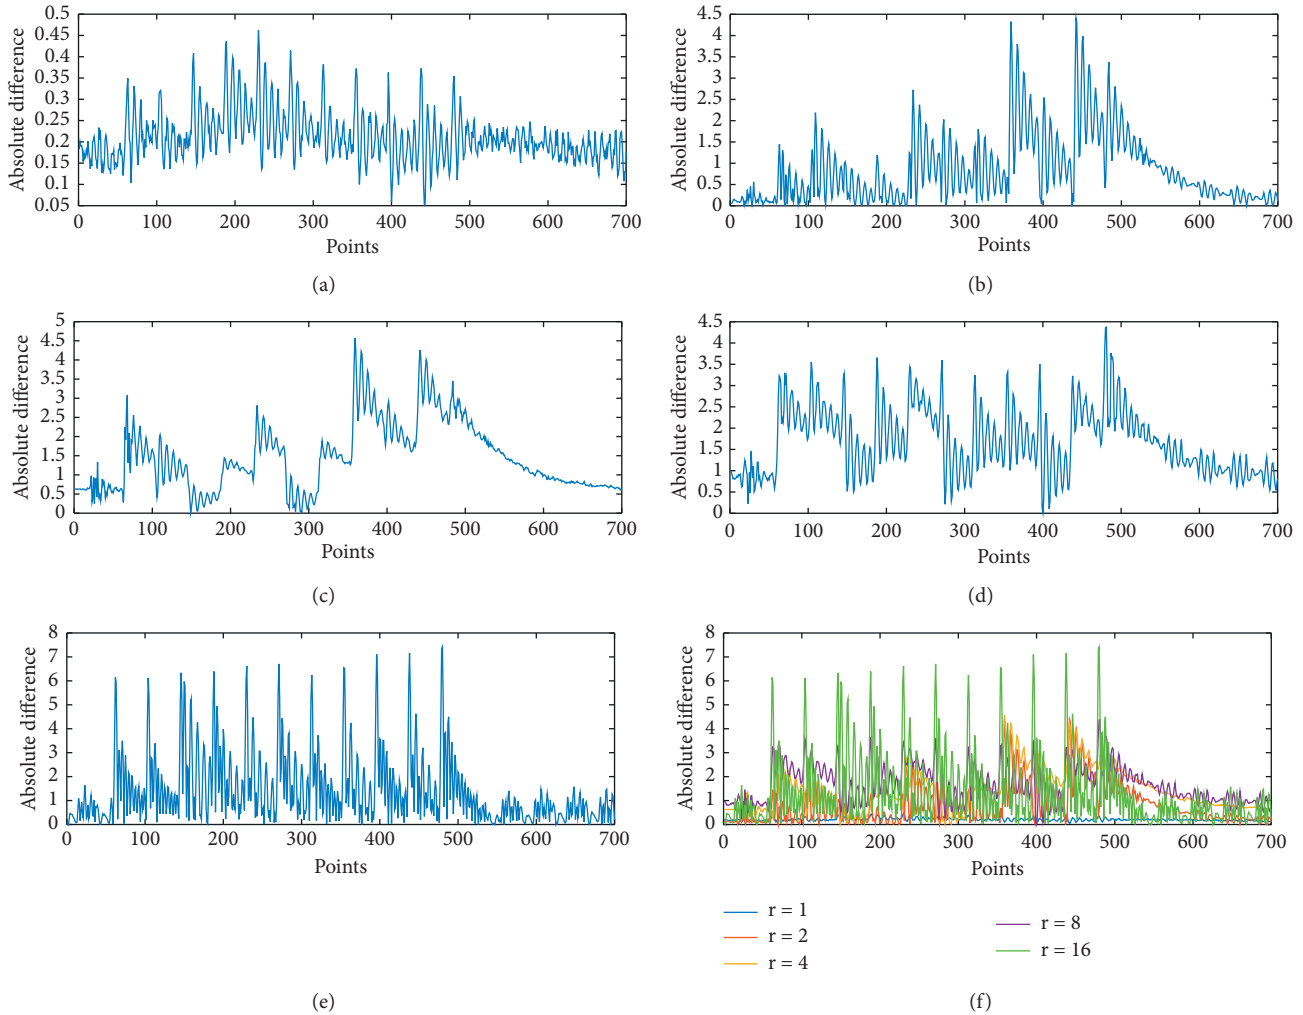 Absolute difference
0.5
0.45
0.4
0.35
0.3
0.25
0.2
0.15
0.1
0.05
0 100 200 300 400 500 600 700
Points
(a)
Absolute difference
4.5
4
3.5
3
2.5
2
1.5
1
0.5
0
0 100 200 300 400 500 600 700
Points
(b)
Absolute difference
5
4.5
4
3.5
3
2.5
2
1.5
1
0.5
0
0 100 200 300 400 500 600 700
Points
(c)
Absolute difference
4.5
4
3.5
3
2.5
2
1.5
1
0.5
0
0 100 200 300 400 500 600 700
Points
(d)
Absolute difference
8
7
6
5
4
3
2
1
0
0 100 200 300 400 500 600 700
Points
(e)
Absolute difference
8
7
6
5
4
3
2
1
0
0 100 200 300 400 500 600 700
Points
r = 1
r = 2
r = 4
r = 8
r = 16
(f)